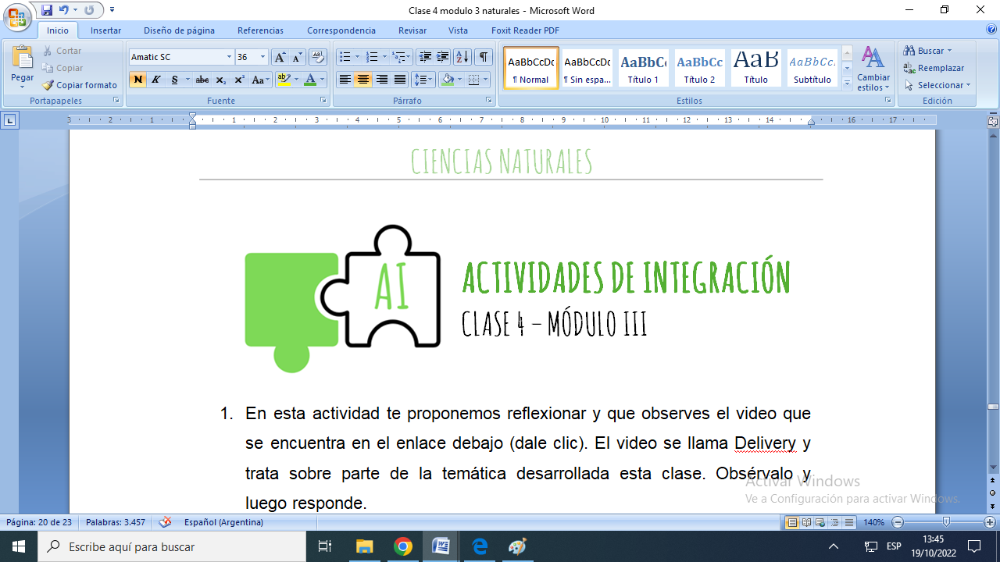 Clase 4 modulo 3 naturales - Microsoft Word
Inicio Insertar Diseño de página Referencias Correspondencia Revisar Vista Foxit Reader PDF
Pegar
Cortar
Copiar
Copiar formato
Portapapeles
Amatic SC 36
N K S abc x₂ x² Aa
Fuente
Párrafo
AaBbCcDc AaBbCcDc AaBbCc AaBbCc AaB AaBbCc
¶ Normal ¶ Sin espa... Título 1 Título 2 Título Subtítulo
Cambiar estilos
Estilos
Buscar
Reemplazar
Seleccionar
Edición
3 2 1 1 2 3 4 5 6 7 8 9 10 11 12 13 14 16 17
CIENCIAS NATURALES
AI
ACTIVIDADES DE INTEGRACIÓN
CLASE 4 – MÓDULO III
1. En esta actividad te proponemos reflexionar y que observes el video que
se encuentra en el enlace debajo (dale clic). El video se llama Delivery y
trata sobre parte de la temática desarrollada esta clase. Obsérvalo y
luego responde.
Activar Windows
Ve a Configuración para activar Windows.
Página: 20 de 23 Palabras: 3.457 Español (Argentina) 140%
Escribe aquí para buscar
ESP
13:45
19/10/2022